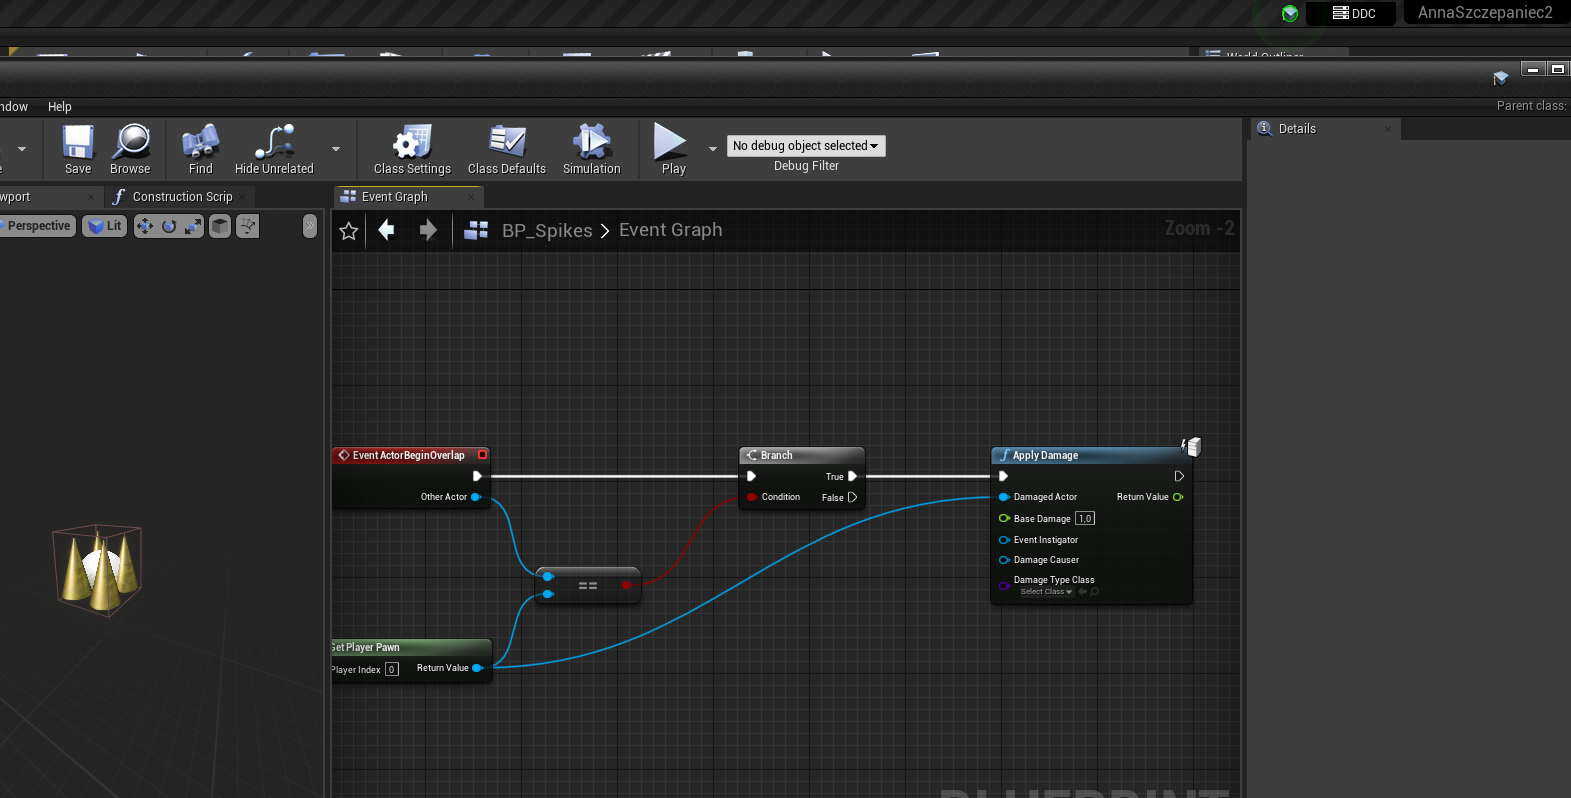 DDC
AnnaSzczepaniec2
World Outliner
ndow Help
Parent class:
Save Browse Find Hide Unrelated Class Settings Class Defaults Simulation Play
No debug object selected
Debug Filter
Details
wport
Construction Scrip
Event Graph
Perspective
Lit
BP_Spikes > Event Graph
Zoom -2
Event ActorBeginOverlap
Other Actor
Branch
True
Condition
False
Apply Damage
Damaged Actor
Return Value
Base Damage 1,0
Event Instigator
Damage Causer
Damage Type Class
Select Class
==
Get Player Pawn
Player Index 0
Return Value
BLUEPRINT